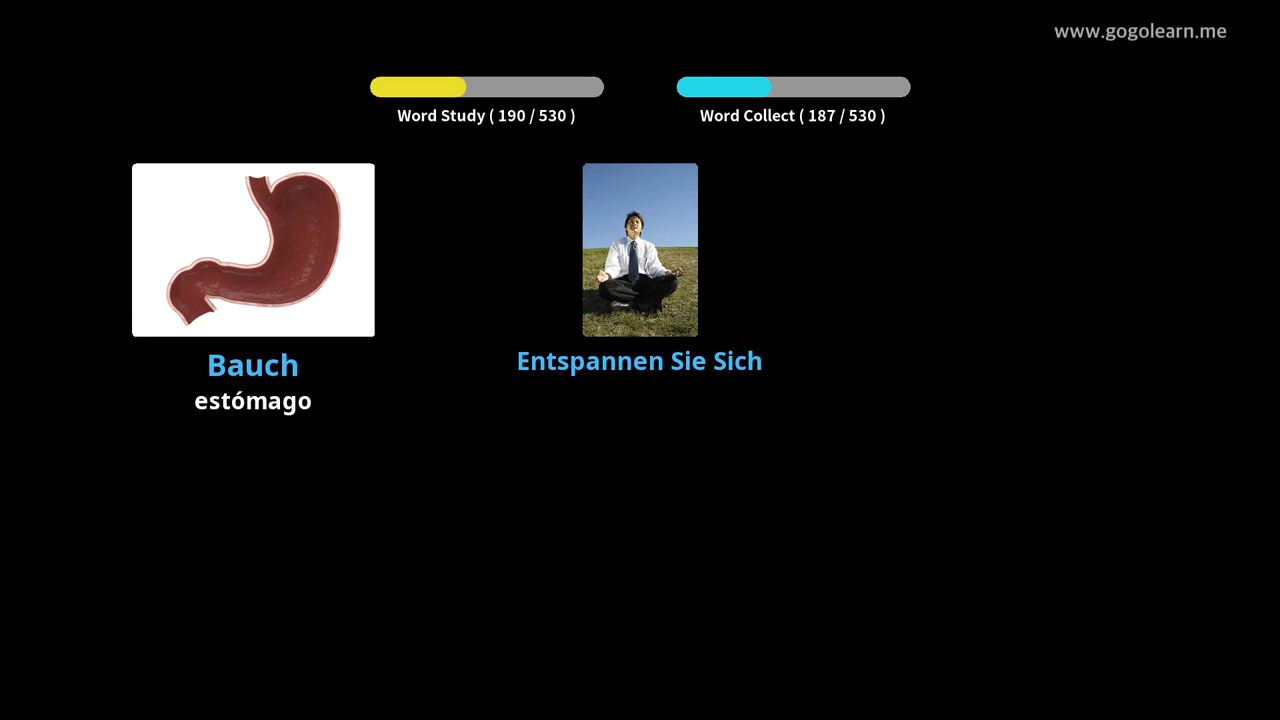 www.gogolearn.me
Word Study ( 190 / 530 )
Word Collect ( 187 / 530 )
Bauch
estómago
Entspannen Sie Sich